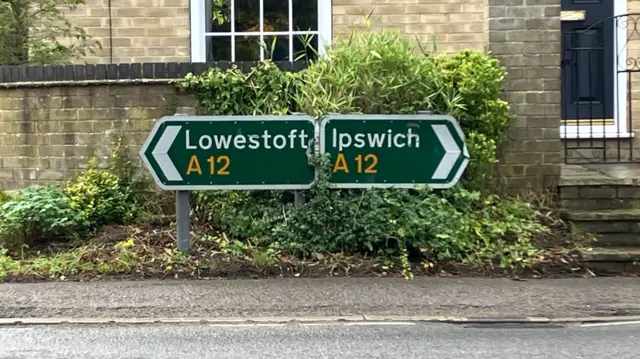 Lowestoft
A 12
Ipswich
A 12